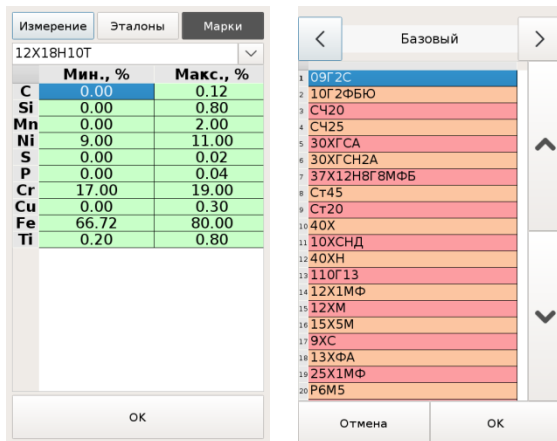 Измерение Эталоны Марки
12Х18Н10Т
Мин., % Макс., %
C 0.00 0.12
Si 0.00 0.80
Mn 0.00 2.00
Ni 9.00 11.00
S 0.00 0.02
P 0.00 0.04
Cr 17.00 19.00
Cu 0.00 0.30
Fe 66.72 80.00
Ti 0.20 0.80
ОК
Базовый
1 09Г2С
2 10Г2ФБЮ
3 СЧ20
4 СЧ25
5 30ХГСА
6 30ХГСН2А
7 37Х12Н8Г8МФБ
8 Ст45
9 Ст20
10 40Х
11 10ХСНД
12 40ХН
13 110Г13
14 12Х1МФ
15 12ХМ
16 15Х5М
17 9ХС
18 13ХФА
19 25Х1МФ
20 Р6М5
Отмена ОК